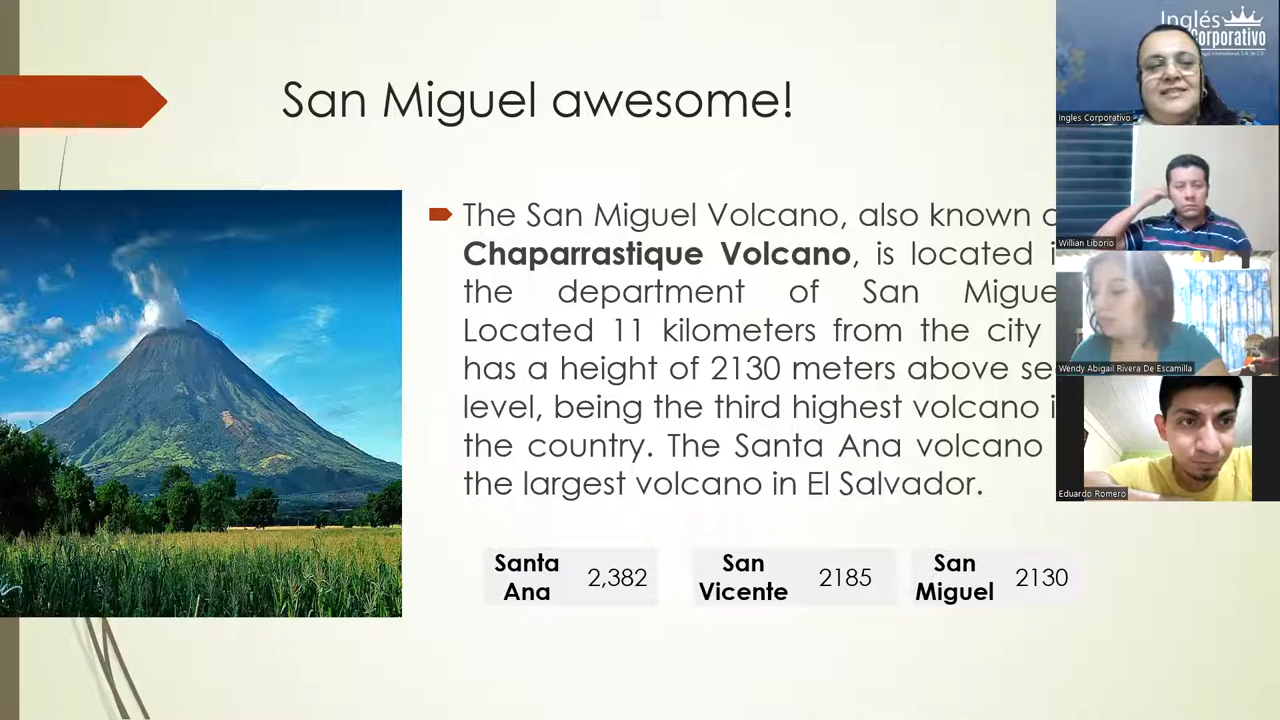 San Miguel awesome!
The San Miguel Volcano, also known
Chaparrastique Volcano, is located
the department of San
Located 11 kilometers from the city
has a height of 2130 meters above
level, being the third highest volcano
the country. The Santa Ana volcano
the largest volcano in El Salvador.
Santa
Ana
2,382
San
Vicente
2185
San
Miguel
2130
Inglés
Corporativo
Ingles Corporativo
Willian Liborio
Wendy Abigail Rivera De Escamilla
Eduardo Romero